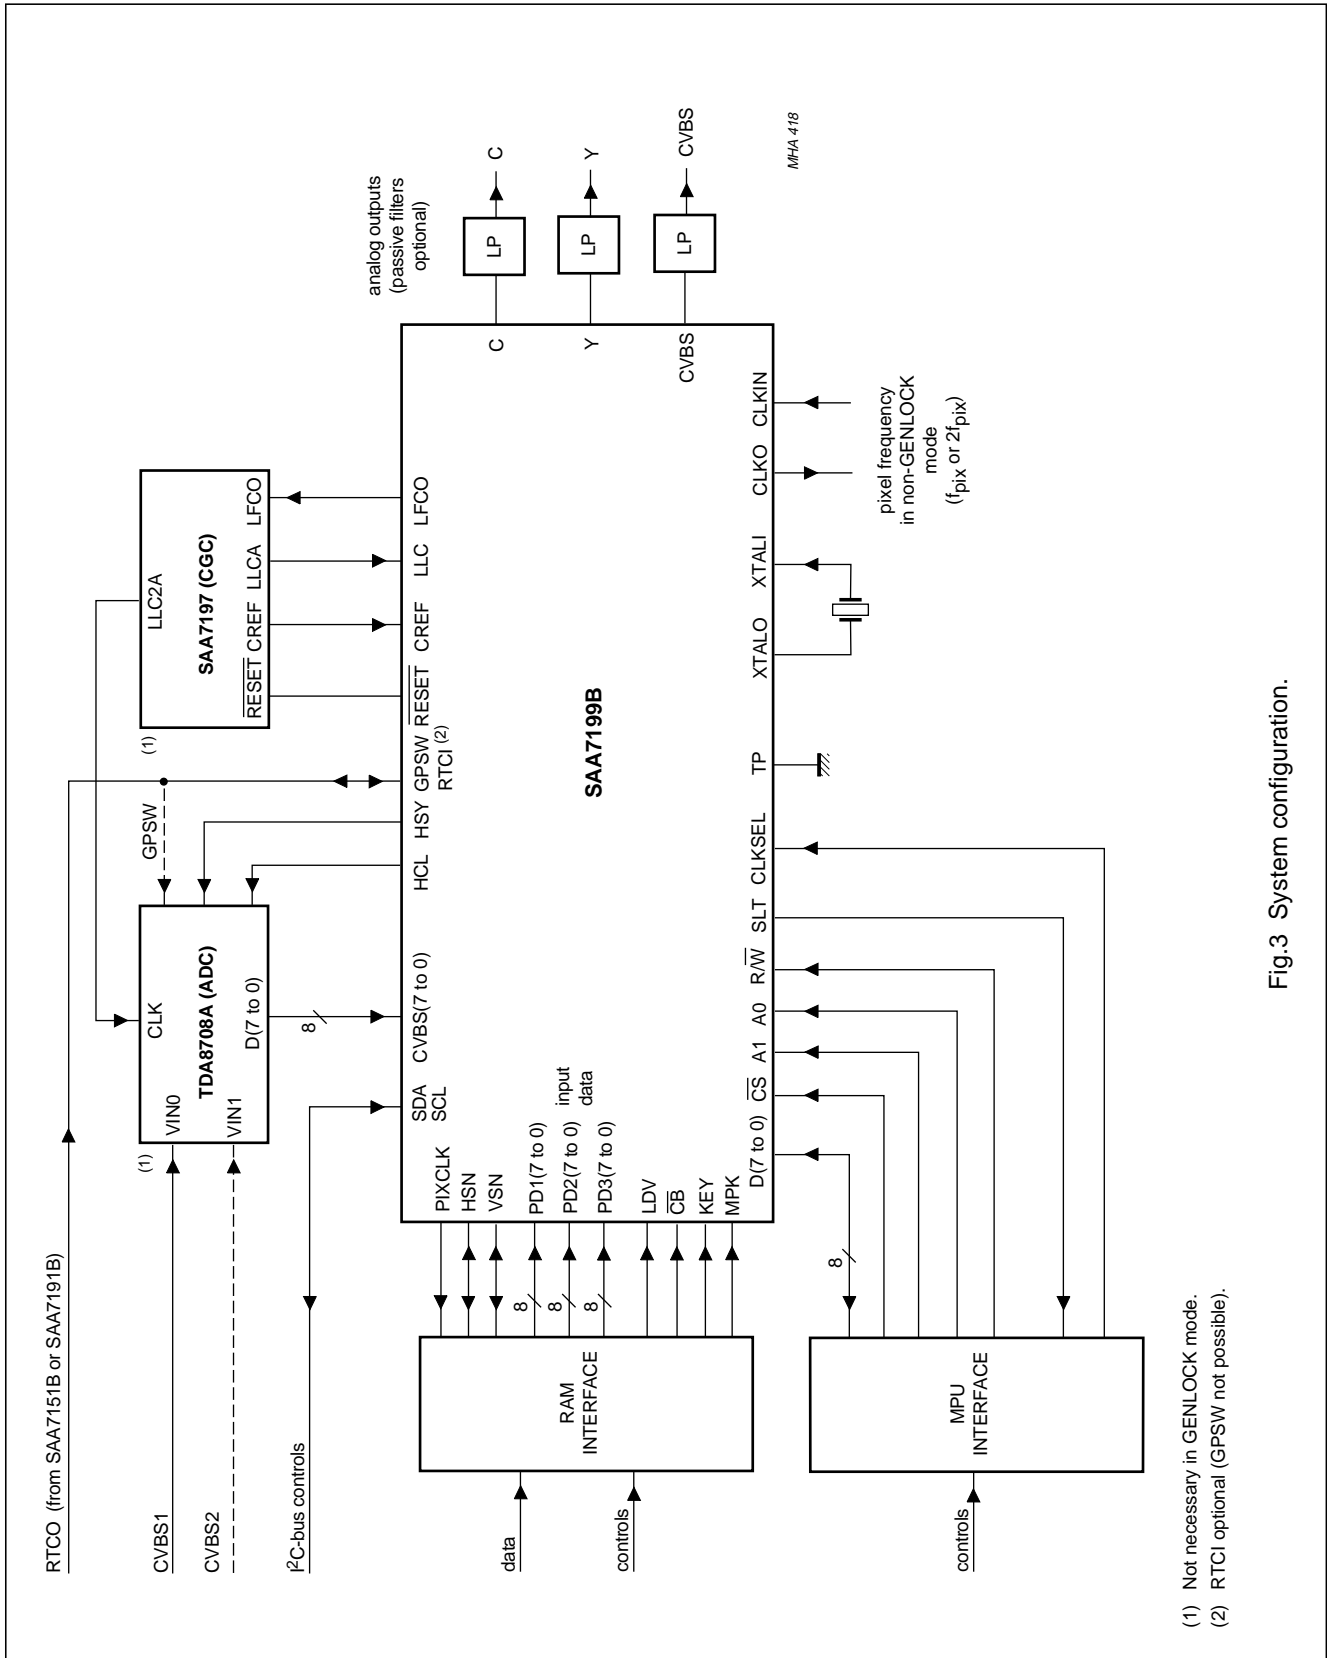 RTCO (from SAA7151B or SAA7191B)
CVBS1
CVBS2
I2C-bus controls
data
controls
controls
(1)
VIN0
VIN1
CLK
TDA8708A (ADC)
D(7 to 0)
8
GPSW
(1)
LLC2A
SAA7197 (CGC)
RESET CREF LLCA LFCO
analog outputs
(passive filters
optional)
LP
C
LP
Y
LP
CVBS
MHA 418
SDA
SCL
CVBS(7 to 0)
HCL
HSY
GPSW
RTCI (2)
RESET
CREF
LLC
LFCO
C
Y
CVBS
SAA7199B
PIXCLK
HSN
VSN
PD1(7 to 0)
PD2(7 to 0)
PD3(7 to 0)
input
data
LDV
CB
KEY
MPK
8
8
8
RAM
INTERFACE
D(7 to 0)
CS
A1
A0
R/W
SLT
CLKSEL
TP
XTALO
XTALI
CLKO
CLKIN
8
MPU
INTERFACE
pixel frequency
in non-GENLOCK
mode
(fpix or 2fpix)
(1) Not necessary in GENLOCK mode.
(2) RTCI optional (GPSW not possible).
Fig.3 System configuration.